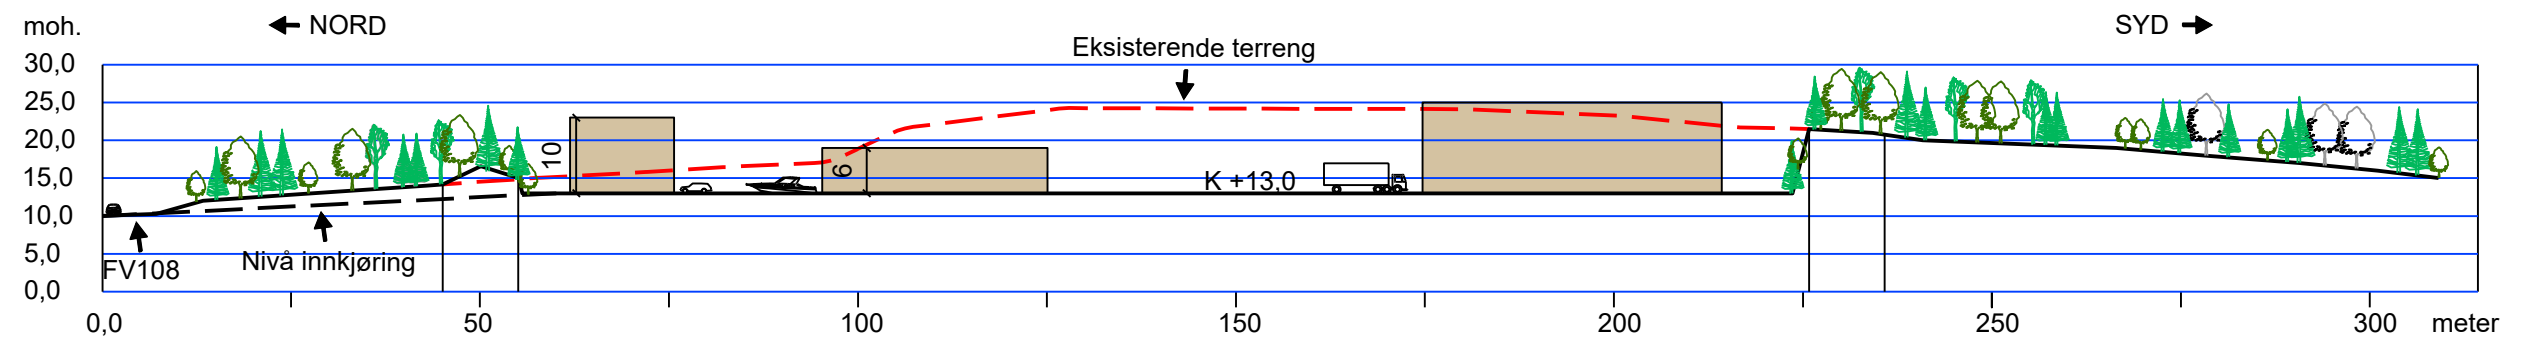 moh.
NORD
SYD
Eksisterende terreng
30,0
25,0
20,0
15,0
10,0
5,0
0,0
10
6
K +13,0
Nivå innkjøring
FV108
0,0 50 100 150 200 250 300 meter